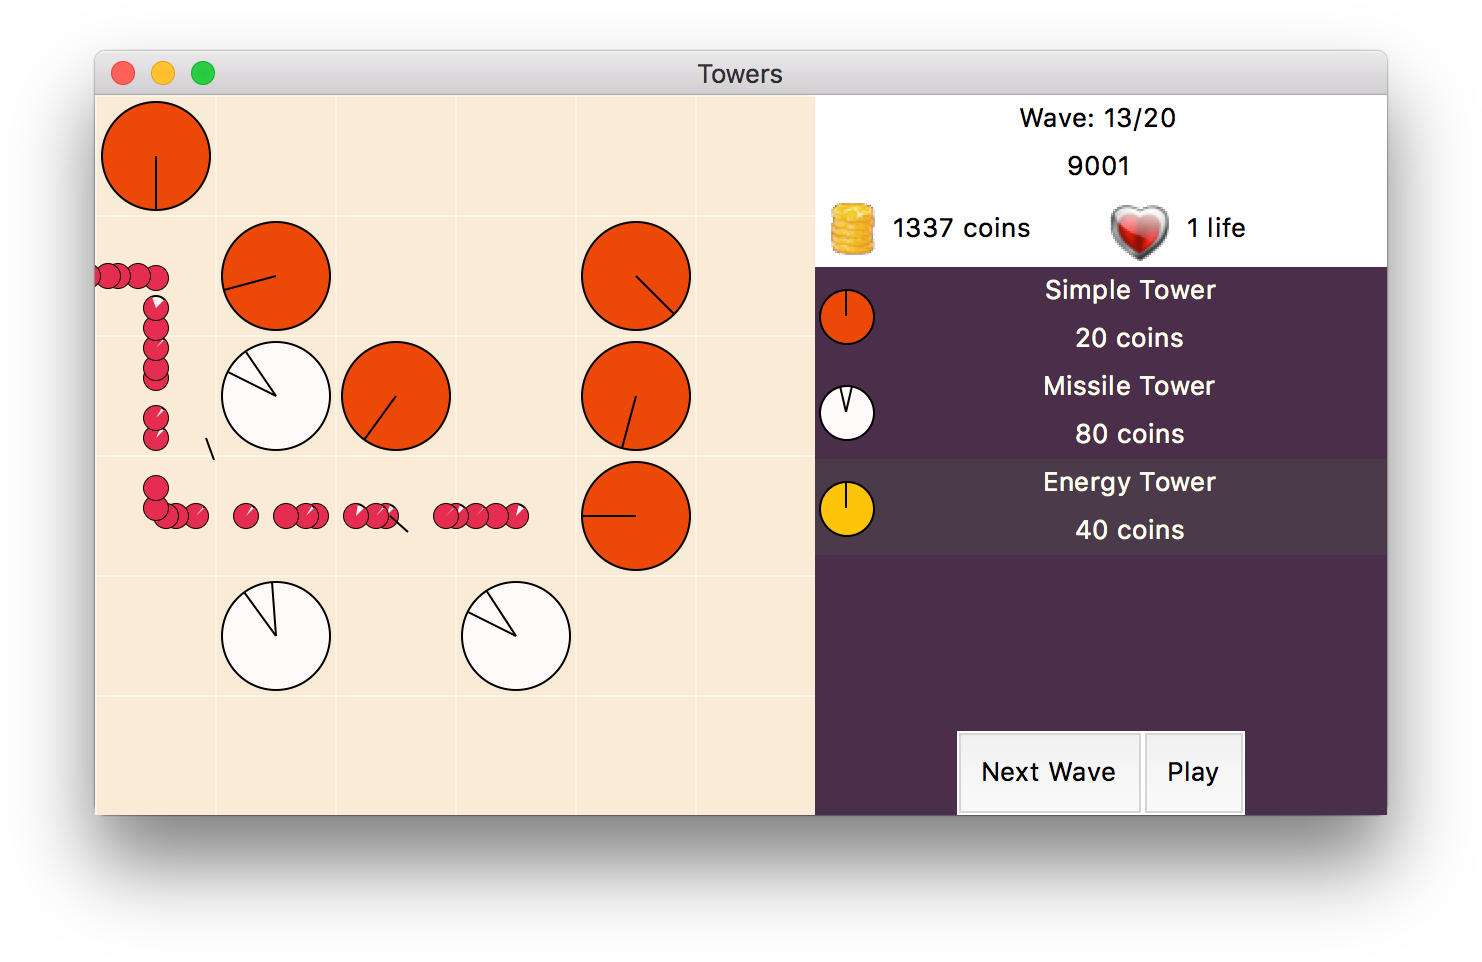 Towers
Wave: 13/20
9001
1337 coins
1 life
Simple Tower
20 coins
Missile Tower
80 coins
Energy Tower
40 coins
Next Wave
Play